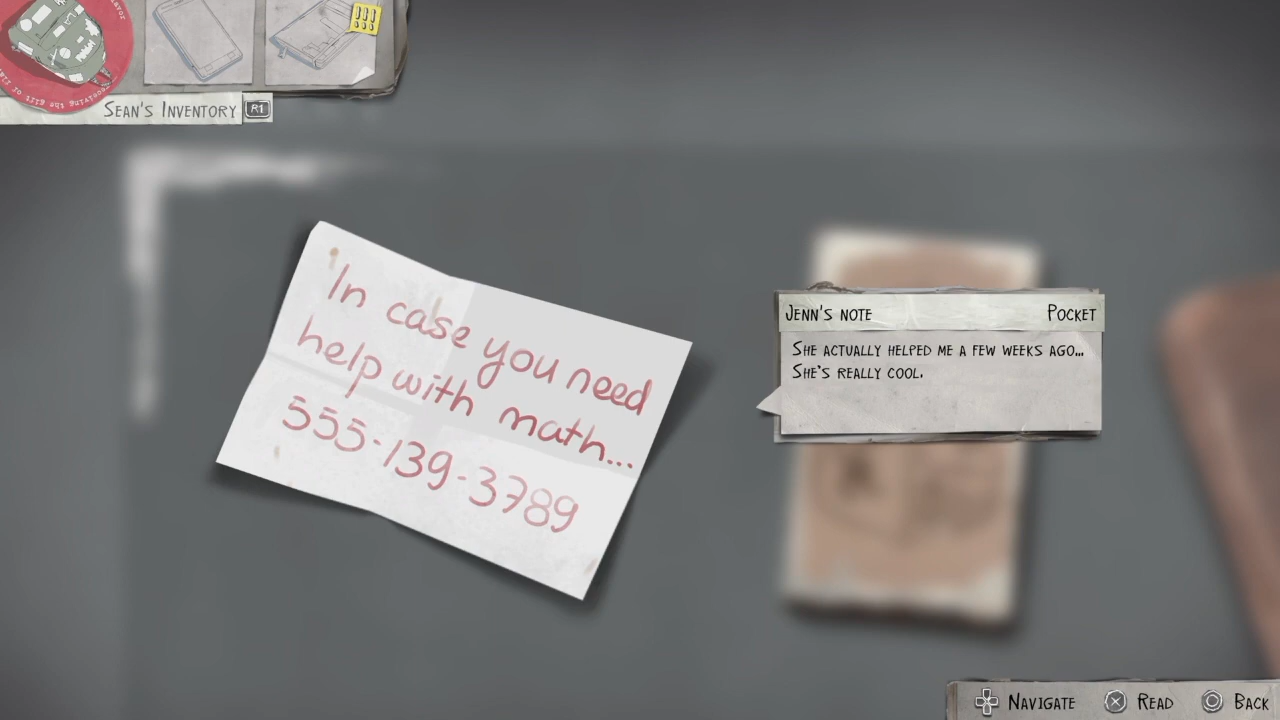 SEAN'S INVENTORY R1
In case you need
help with math...
555-139-3789
JENN'S NOTE POCKET
SHE ACTUALLY HELPED ME A FEW WEEKS AGO...
SHE'S REALLY COOL.
NAVIGATE READ BACK